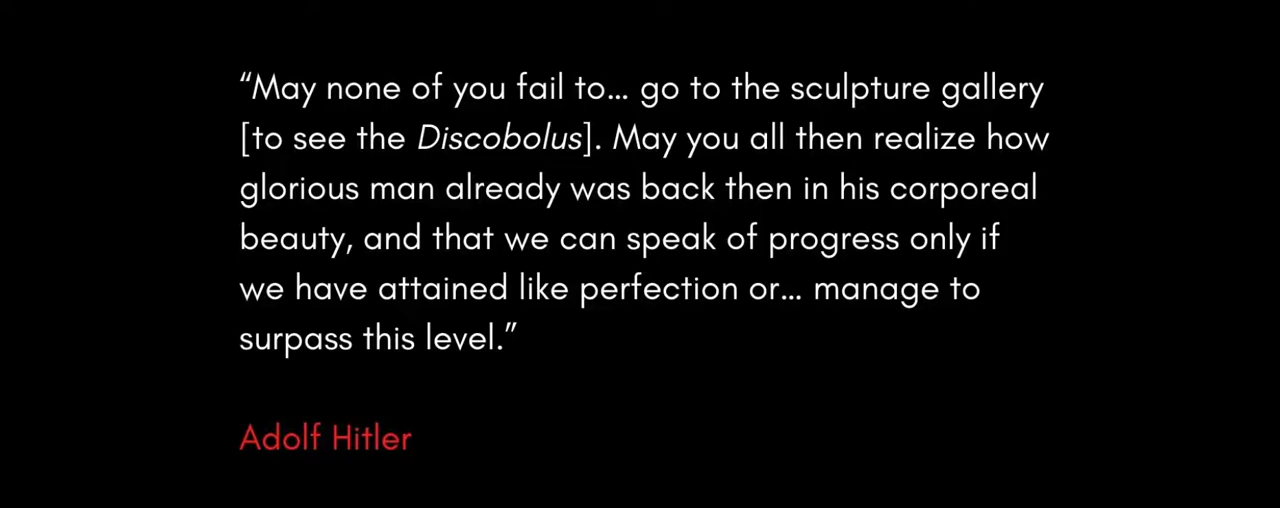 “May none of you fail to... go to the sculpture gallery
[to see the Discobolus]. May you all then realize how
glorious man already was back then in his corporeal
beauty, and that we can speak of progress only if
we have attained like perfection or... manage to
surpass this level.”
Adolf Hitler